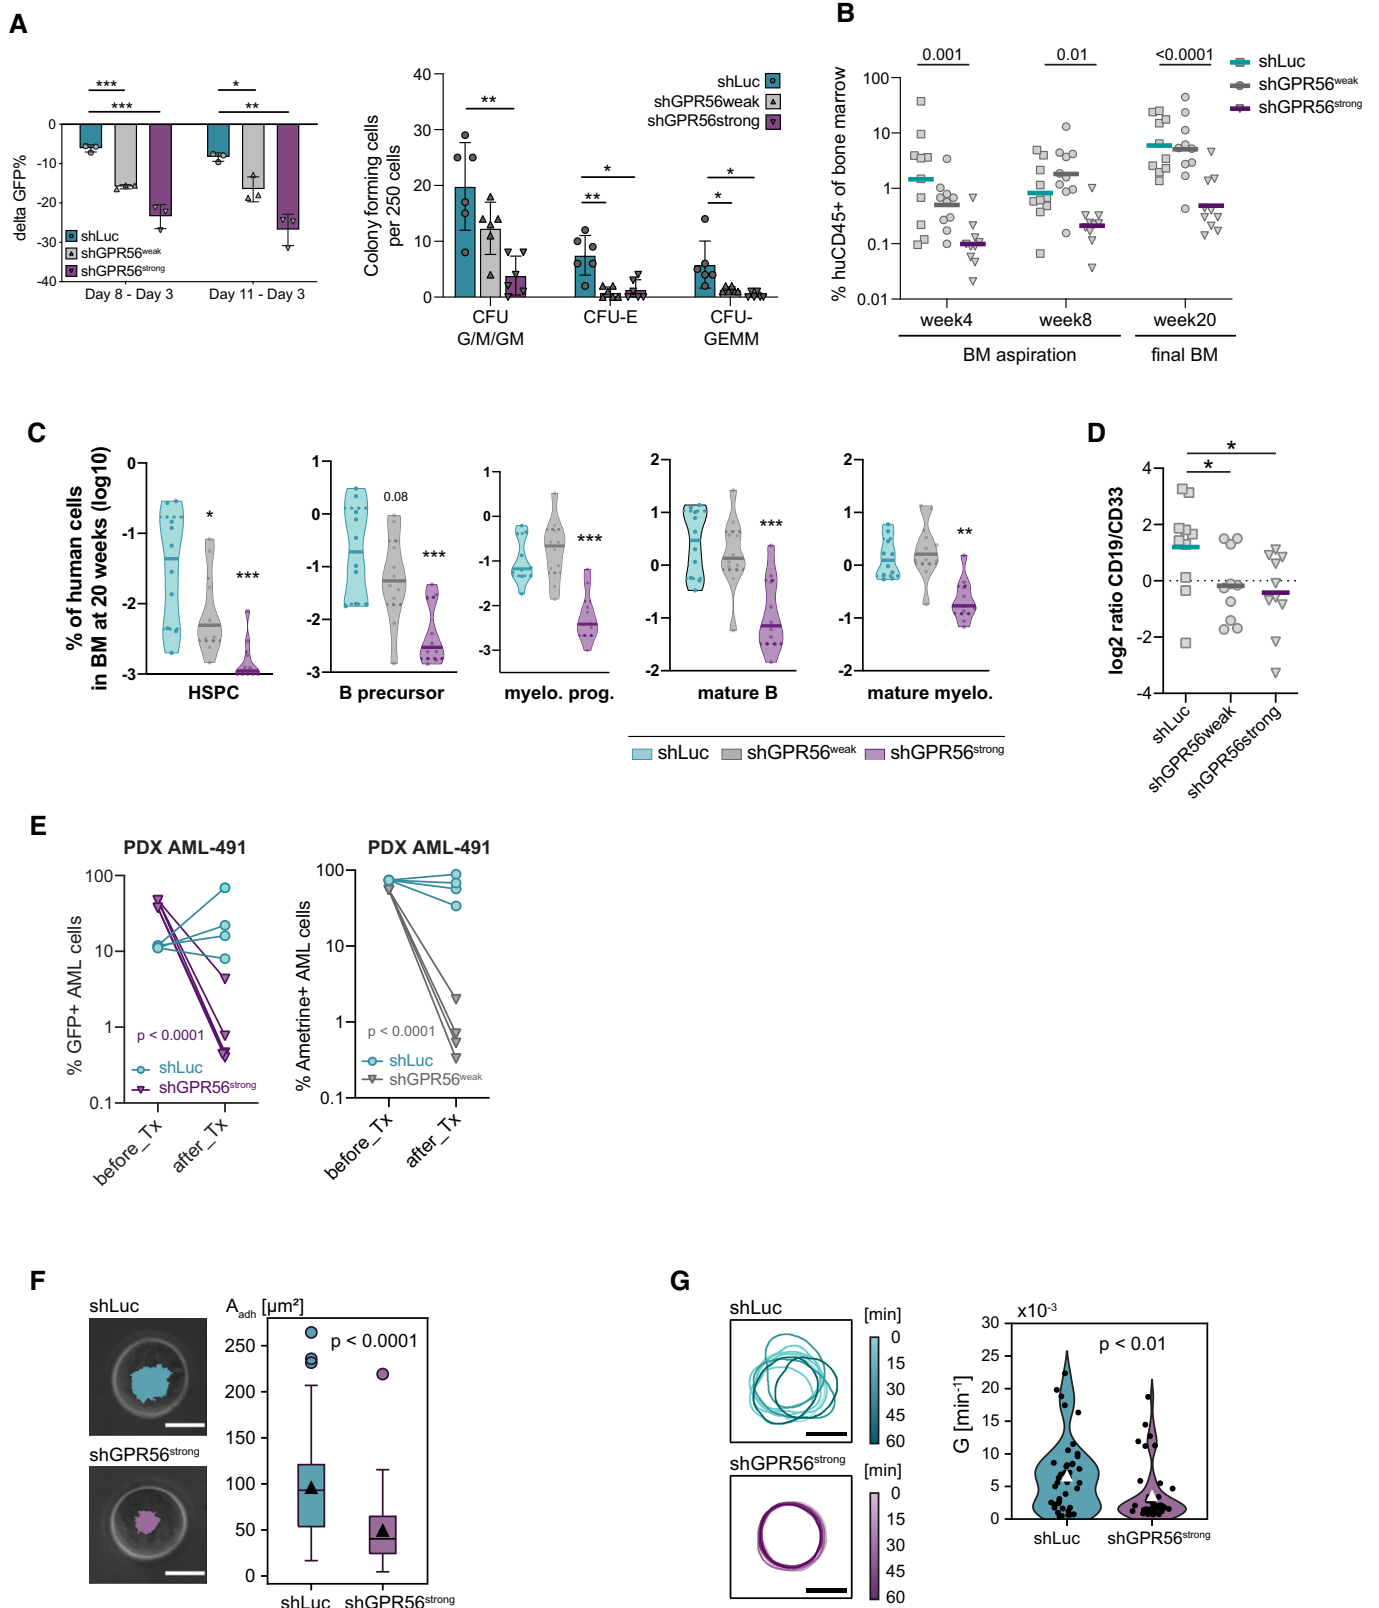 A
***
***
*
**
delta GFP%
0
-10
-20
-30
-40
shLuc
shGPR56weak
shGPR56strong
Day 8 - Day 3
Day 11 - Day 3
Colony forming cells
per 250 cells
40
30
20
10
0
**
*
**
*
*
shLuc
shGPR56weak
shGPR56strong
CFU
G/M/GM
CFU-E
CFU-
GEMM
B
% huCD45+ of bone marrow
100
10
1
0.1
0.01
0.001
0.01
<0.0001
shLuc
shGPR56weak
shGPR56strong
week4
week8
week20
BM aspiration
final BM
C
% of human cells
in BM at 20 weeks (log10)
0
-1
-2
-3
*
***
HSPC
1
0
-1
-2
-3
0.08
***
B precursor
1
0
-1
-2
-3
***
myelo. prog.
2
1
0
-1
-2
***
mature B
2
1
0
-1
-2
**
mature myelo.
shLuc
shGPR56weak
shGPR56strong
D
log2 ratio CD19/CD33
4
2
0
-2
-4
*
*
shLuc
shGPR56weak
shGPR56strong
E
PDX AML-491
% GFP+ AML cells
100
10
1
0.1
p < 0.0001
shLuc
shGPR56strong
before_Tx
after_Tx
PDX AML-491
% Ametrine+ AML cells
100
10
1
0.1
p < 0.0001
shLuc
shGPR56weak
before_Tx
after_Tx
F
shLuc
shGPR56strong
Aadh [µm²]
250
200
150
100
50
0
p < 0.0001
shLuc
shGPR56strong
G
shLuc
[min]
0
15
30
45
60
shGPR56strong
[min]
0
15
30
45
60
x10-3
G [min-1]
30
25
20
15
10
5
0
p < 0.01
shLuc
shGPR56strong